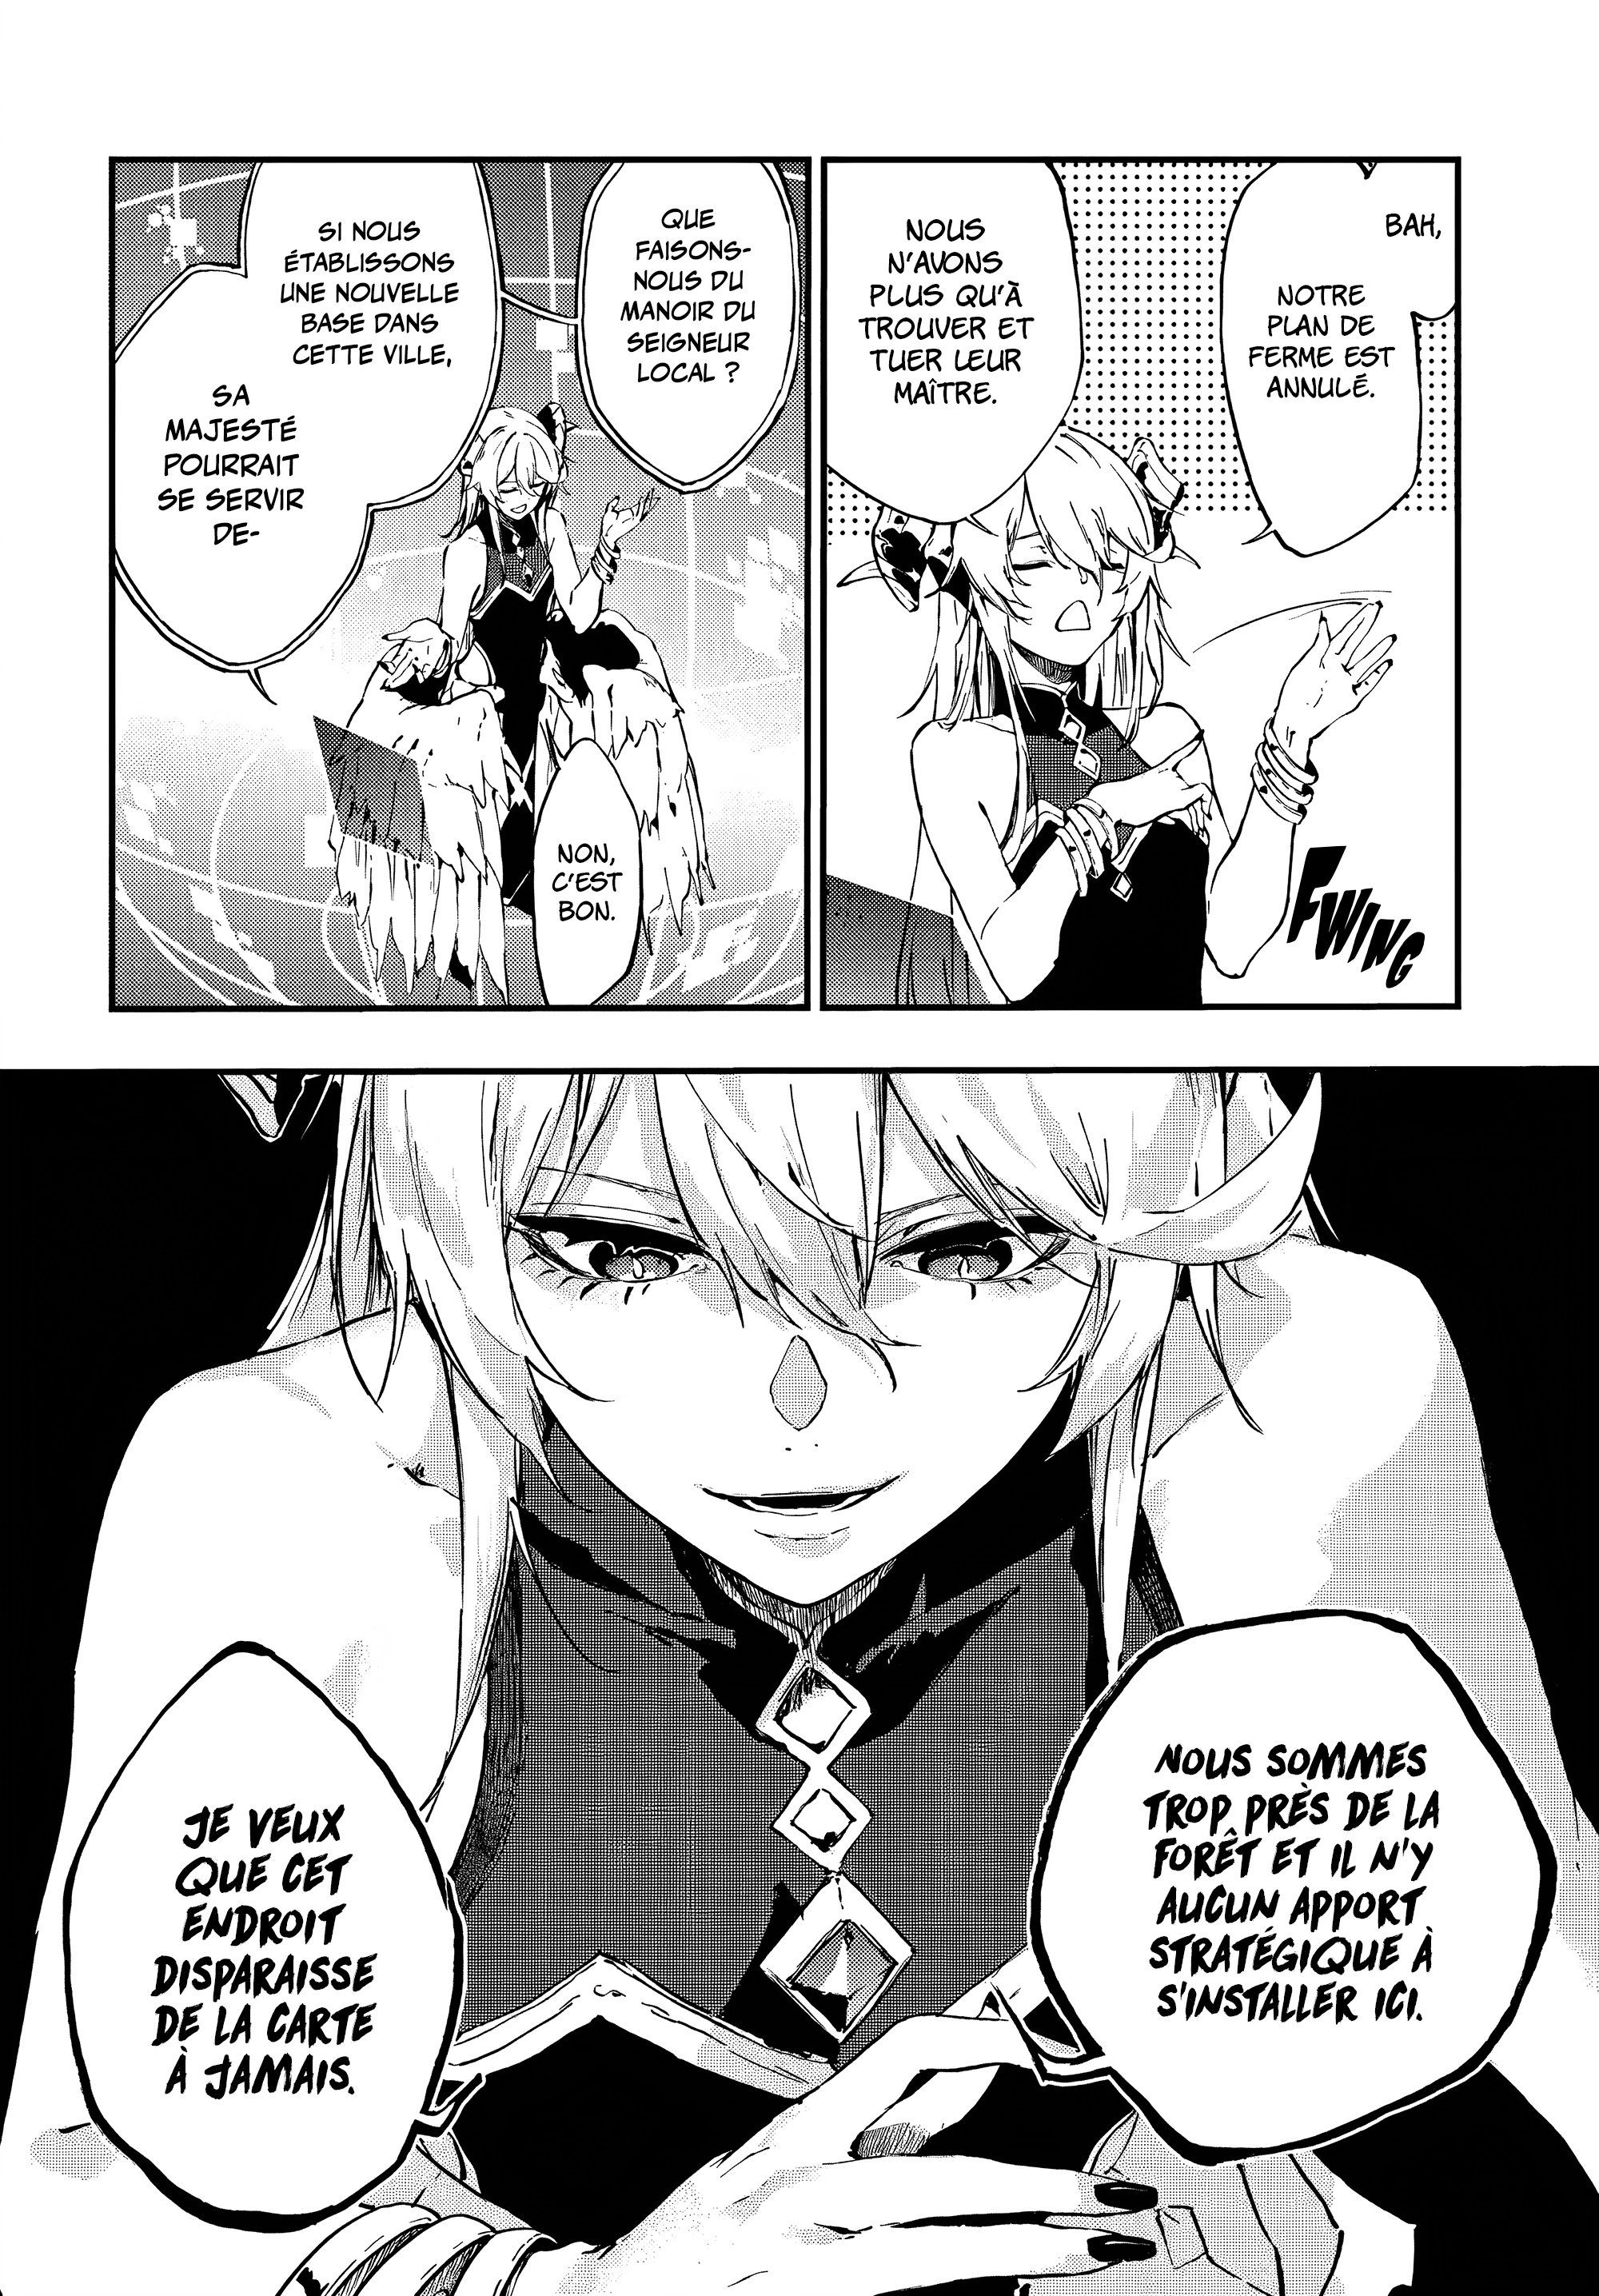 BAH,
NOTRE
PLAN DE
FERME EST
ANNULÉ.
NOUS
N'AVONS
PLUS QU'À
TROUVER ET
TUER LEUR
MAÎTRE.
FWING
QUE
FAISONS-
NOUS DU
MANOIR DU
SEIGNEUR
LOCAL ?
SI NOUS
ÉTABLISSONS
UNE NOUVELLE
BASE DANS
CETTE VILLE,
SA
MAJESTÉ
POURRAIT
SE SERVIR
DE-
NON,
C'EST
BON.
NOUS SOMMES
TROP PRÈS DE LA
FORÊT ET IL N'Y
AUCUN APPORT
STRATÉGIQUE À
S'INSTALLER ICI.
JE VEUX
QUE CET
ENDROIT
DISPARAISSE
DE LA CARTE
À JAMAIS.